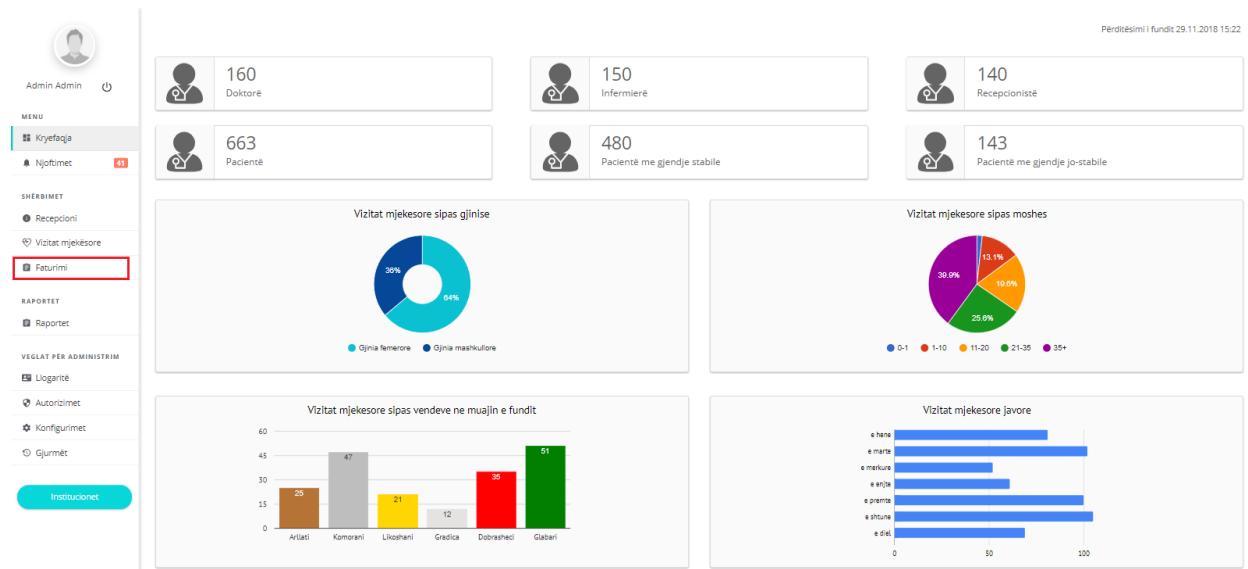 Përditësimi i fundit 29.11.2018 15:22
Admin Admin
MENU
Kryefaqja
Njoftimet 41
SHËRBIMET
Recepcioni
Vizitat mjekësore
Faturimi
RAPORTET
Raportet
VEGLAT PËR ADMINISTRIM
Llogaritë
Autorizimet
Konfigurimet
Gjurmët
Institucionet
160
Doktorë
150
Infermierë
140
Recepcionistë
663
Pacientë
480
Pacientë me gjendje stabile
143
Pacientë me gjendje jo-stabile
Vizitat mjekesore sipas gjinise
36%
64%
Gjinia femerore Gjinia mashkullore
Vizitat mjekesore sipas moshes
13.1%
39.9%
19.6%
25.6%
0-1 1-10 11-20 21-35 35+
Vizitat mjekesore sipas vendeve ne muajin e fundit
60
45
30
15
0
25
47
21
12
35
51
Arllati Komorani Likoshani Gradica Dobrasheci Glabari
Vizitat mjekesore javore
e hene
e marte
e merkure
e enjte
e premte
e shtune
e diel
0 50 100